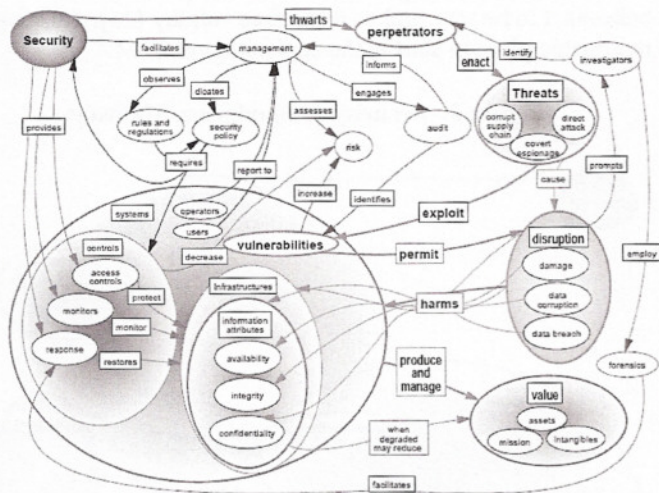 Security
thwarts
perpetrators
facilitates
management
identify
investigators
enact
informs
observes
dicates
engages
assesses
Threats
corrupt
supply
chain
direct
attack
covert
espionage
provides
rules and
regulations
security
policy
audit
risk
requires
report to
prompts
increase
identifies
cause
operators
users
systems
exploit
vulnerabilities
decrease
permit
disruption
damage
data
corruption
data breach
employ
controls
access
controls
protect
monitors
monitor
response
restores
Infrastructures
information
attributes
availability
integrity
confidentiality
harms
forensics
produce
and
manage
value
assets
mission
Intangibles
when
degraded
may reduce
facilitates